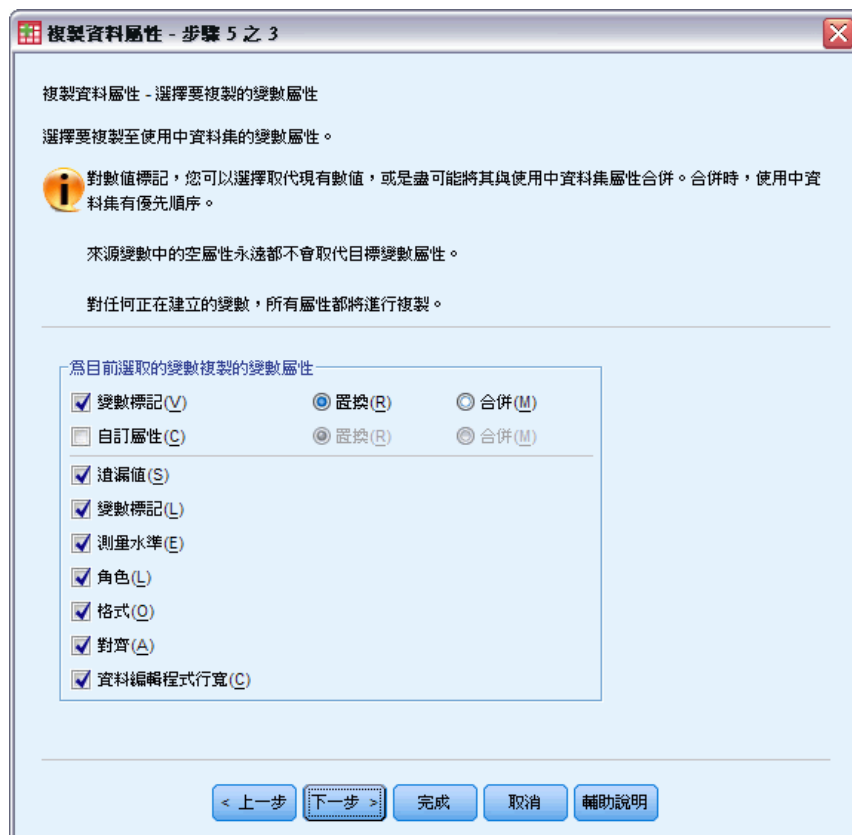 複製資料屬性 - 步驟 5 之 3
複製資料屬性 - 選擇要複製的變數屬性
選擇要複製至使用中資料集的變數屬性。
對數值標記，您可以選擇取代現有數值，或是盡可能將其與使用中資料集屬性合併。合併時，使用中資
料集有優先順序。
來源變數中的空屬性永遠都不會取代目標變數屬性。
對任何正在建立的變數，所有屬性都將進行複製。
為目前選取的變數複製的變數屬性
變數標記(V) 置換(R) 合併(M)
自訂屬性(C) 置換(R) 合併(M)
遺漏值(S)
變數標記(L)
測量水準(E)
角色(L)
格式(O)
對齊(A)
資料編輯程式行寬(C)
< 上一步 下一步 > 完成 取消 輔助說明